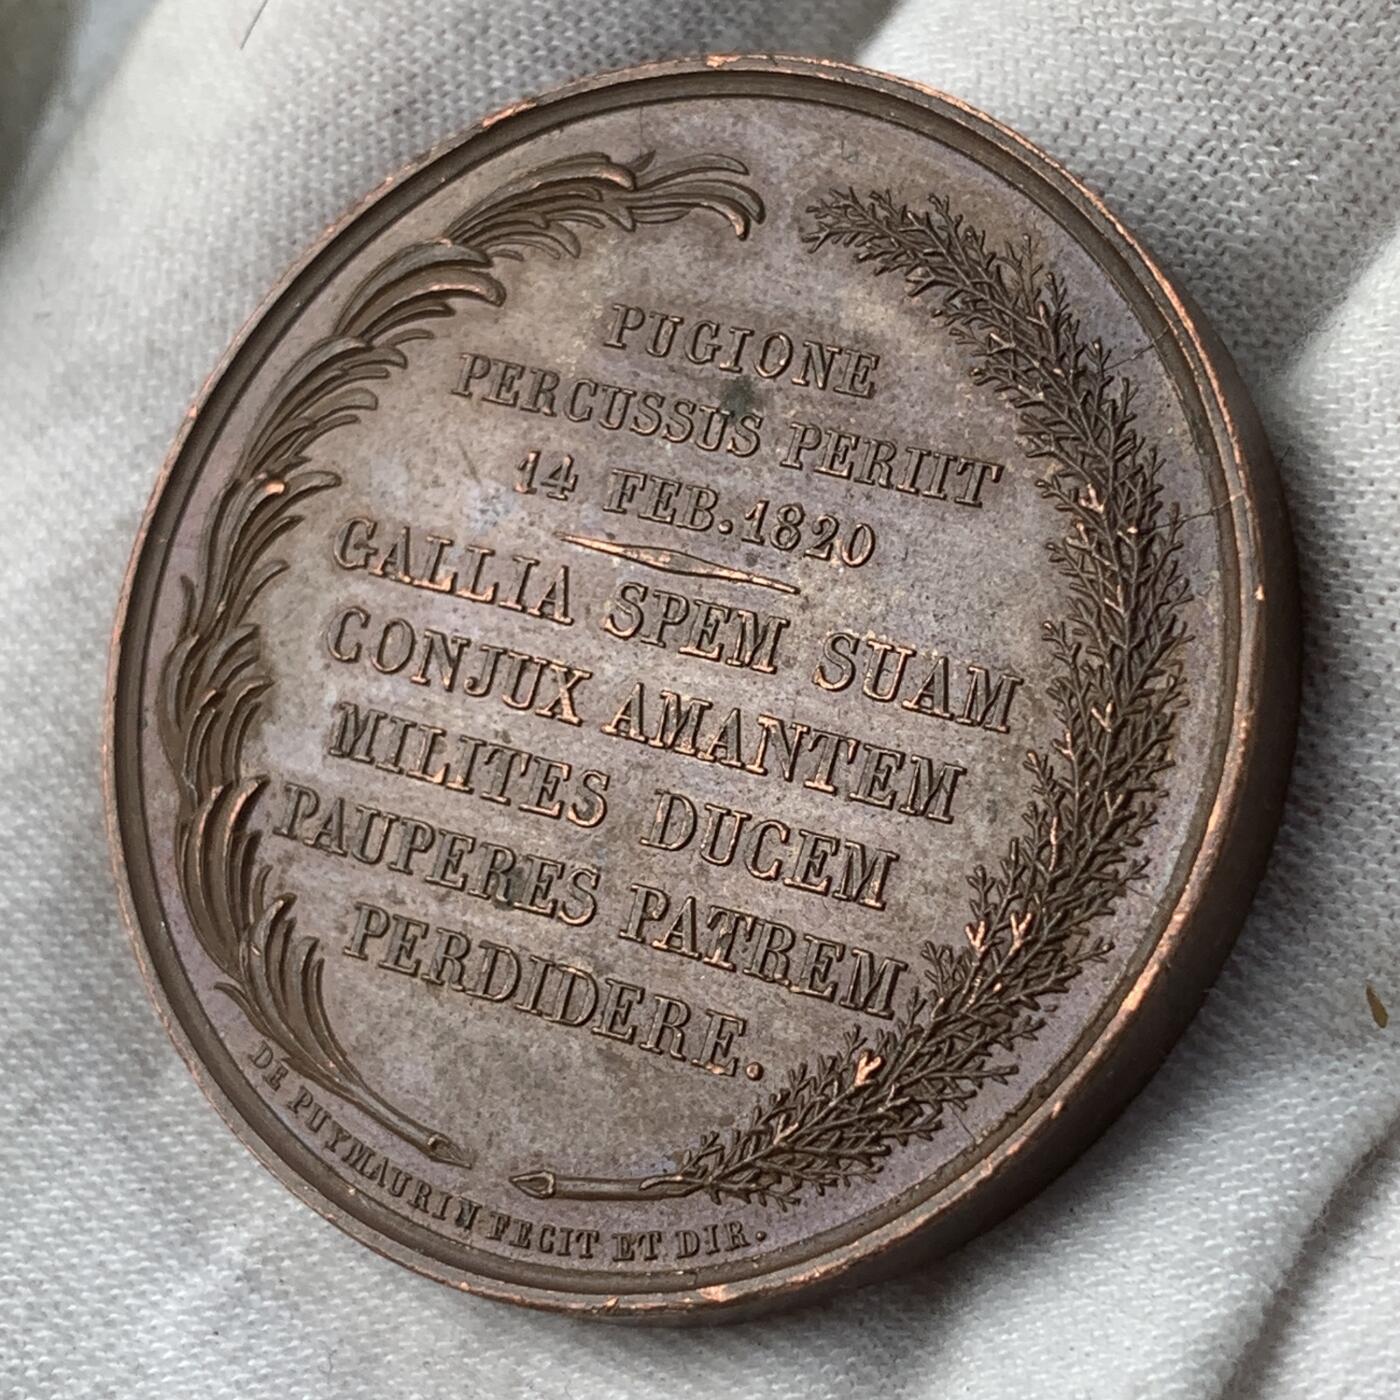 PUGIONE
PERCUSSUS PERIIT
14 FEB. 1820
GALLIA SPEM SUAM
CONJUX AMANTEM
MILITES DUCEM
PAUPERES PATREM
PERDIDERE.
DE PUYMAURIN FECIT ET DIR.